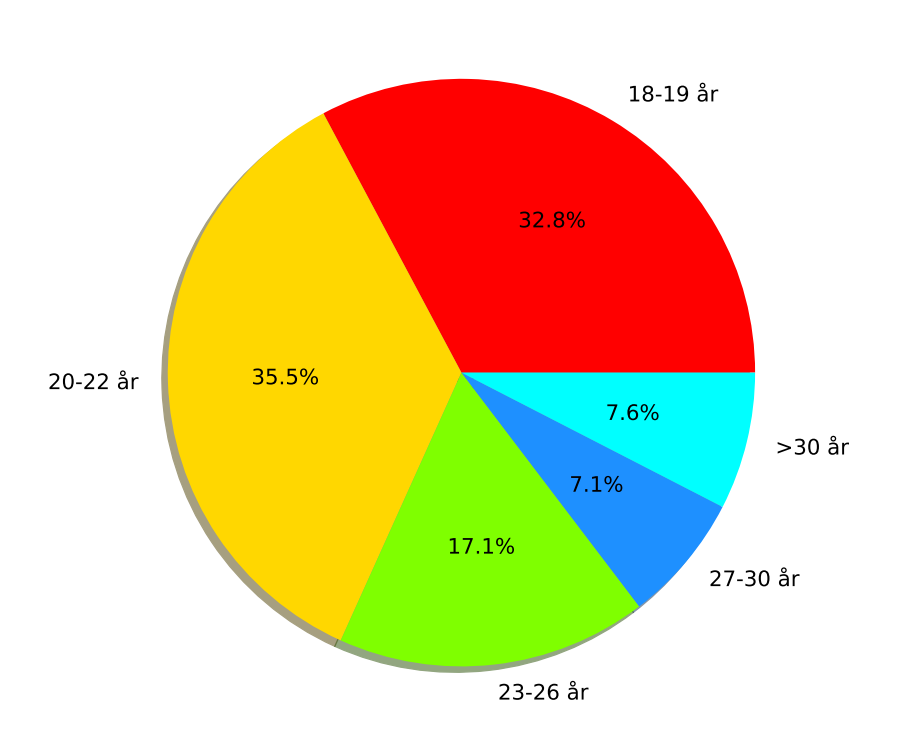 18-19 år
32.8%
35.5%
20-22 år
7.6%
>30 år
7.1%
17.1%
27-30 år
23-26 år